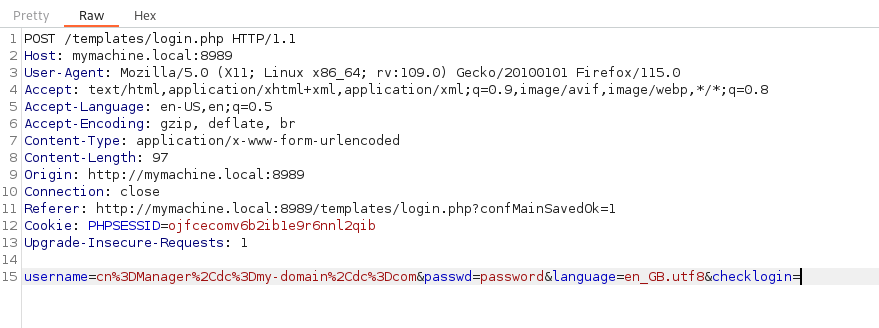 Pretty Raw Hex
1 POST /templates/login.php HTTP/1.1
2 Host: mymachine.local:8989
3 User-Agent: Mozilla/5.0 (X11; Linux x86_64; rv:109.0) Gecko/20100101 Firefox/115.0
4 Accept: text/html,application/xhtml+xml,application/xml;q=0.9,image/avif,image/webp,*/*;q=0.8
5 Accept-Language: en-US,en;q=0.5
6 Accept-Encoding: gzip, deflate, br
7 Content-Type: application/x-www-form-urlencoded
8 Content-Length: 97
9 Origin: http://mymachine.local:8989
10 Connection: close
11 Referer: http://mymachine.local:8989/templates/login.php?confMainSavedOk=1
12 Cookie: PHPSESSID=ojfcecomv6b2ib1e9r6nnl2qib
13 Upgrade-Insecure-Requests: 1
14
15 username=cn%3DManager%2Cdc%3Dmy-domain%2Cdc%3Dcom&passwd=password&language=en_GB.utf8&checklogin=